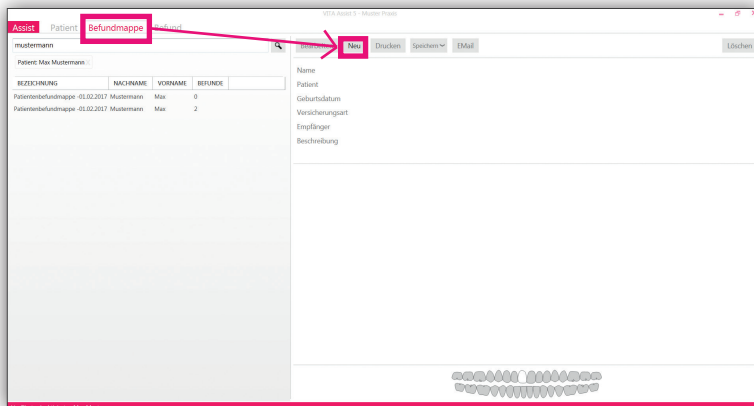 VITA Assist 5 - Muster Praxis
Assist Patient Befundmappe Befund
mustermann
Bearbeiten Neu Drucken Speichern EMail Löschen
Patient: Max Mustermann
BEZEICHNUNG NACHNAME VORNAME BEFUNDE
Patientenbefundmappe -01.02.2017 Mustermann Max 0
Patientenbefundmappe -01.02.2017 Mustermann Max 2
Name
Patient
Geburtsdatum
Versicherungsart
Empfänger
Beschreibung